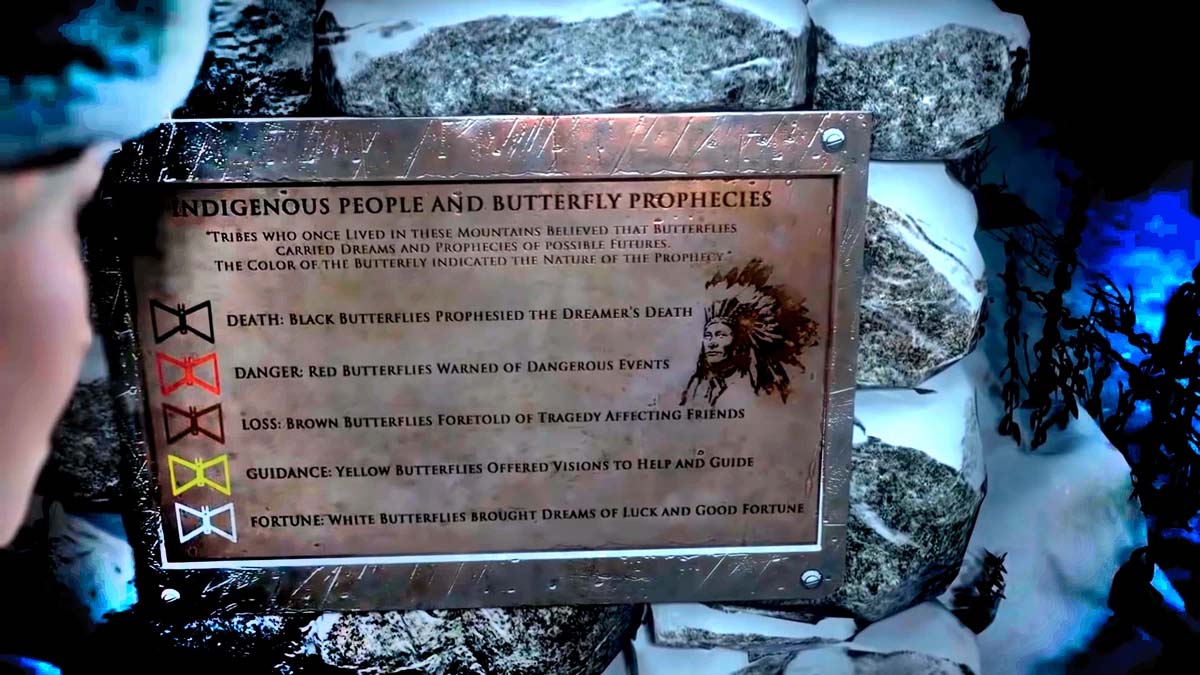 INDIGENOUS PEOPLE AND BUTTERFLY PROPHECIES
"TRIBES WHO ONCE LIVED IN THESE MOUNTAINS BELIEVED THAT BUTTERFLIES
CARRIED DREAMS AND PROPHECIES OF POSSIBLE FUTURES.
THE COLOR OF THE BUTTERFLY INDICATED THE NATURE OF THE PROPHECY."
DEATH: BLACK BUTTERFLIES PROPHESIED THE DREAMER'S DEATH
DANGER: RED BUTTERFLIES WARNED OF DANGEROUS EVENTS
LOSS: BROWN BUTTERFLIES FORETOLD OF TRAGEDY AFFECTING FRIENDS
GUIDANCE: YELLOW BUTTERFLIES OFFERED VISIONS TO HELP AND GUIDE
FORTUNE: WHITE BUTTERFLIES BROUGHT DREAMS OF LUCK AND GOOD FORTUNE